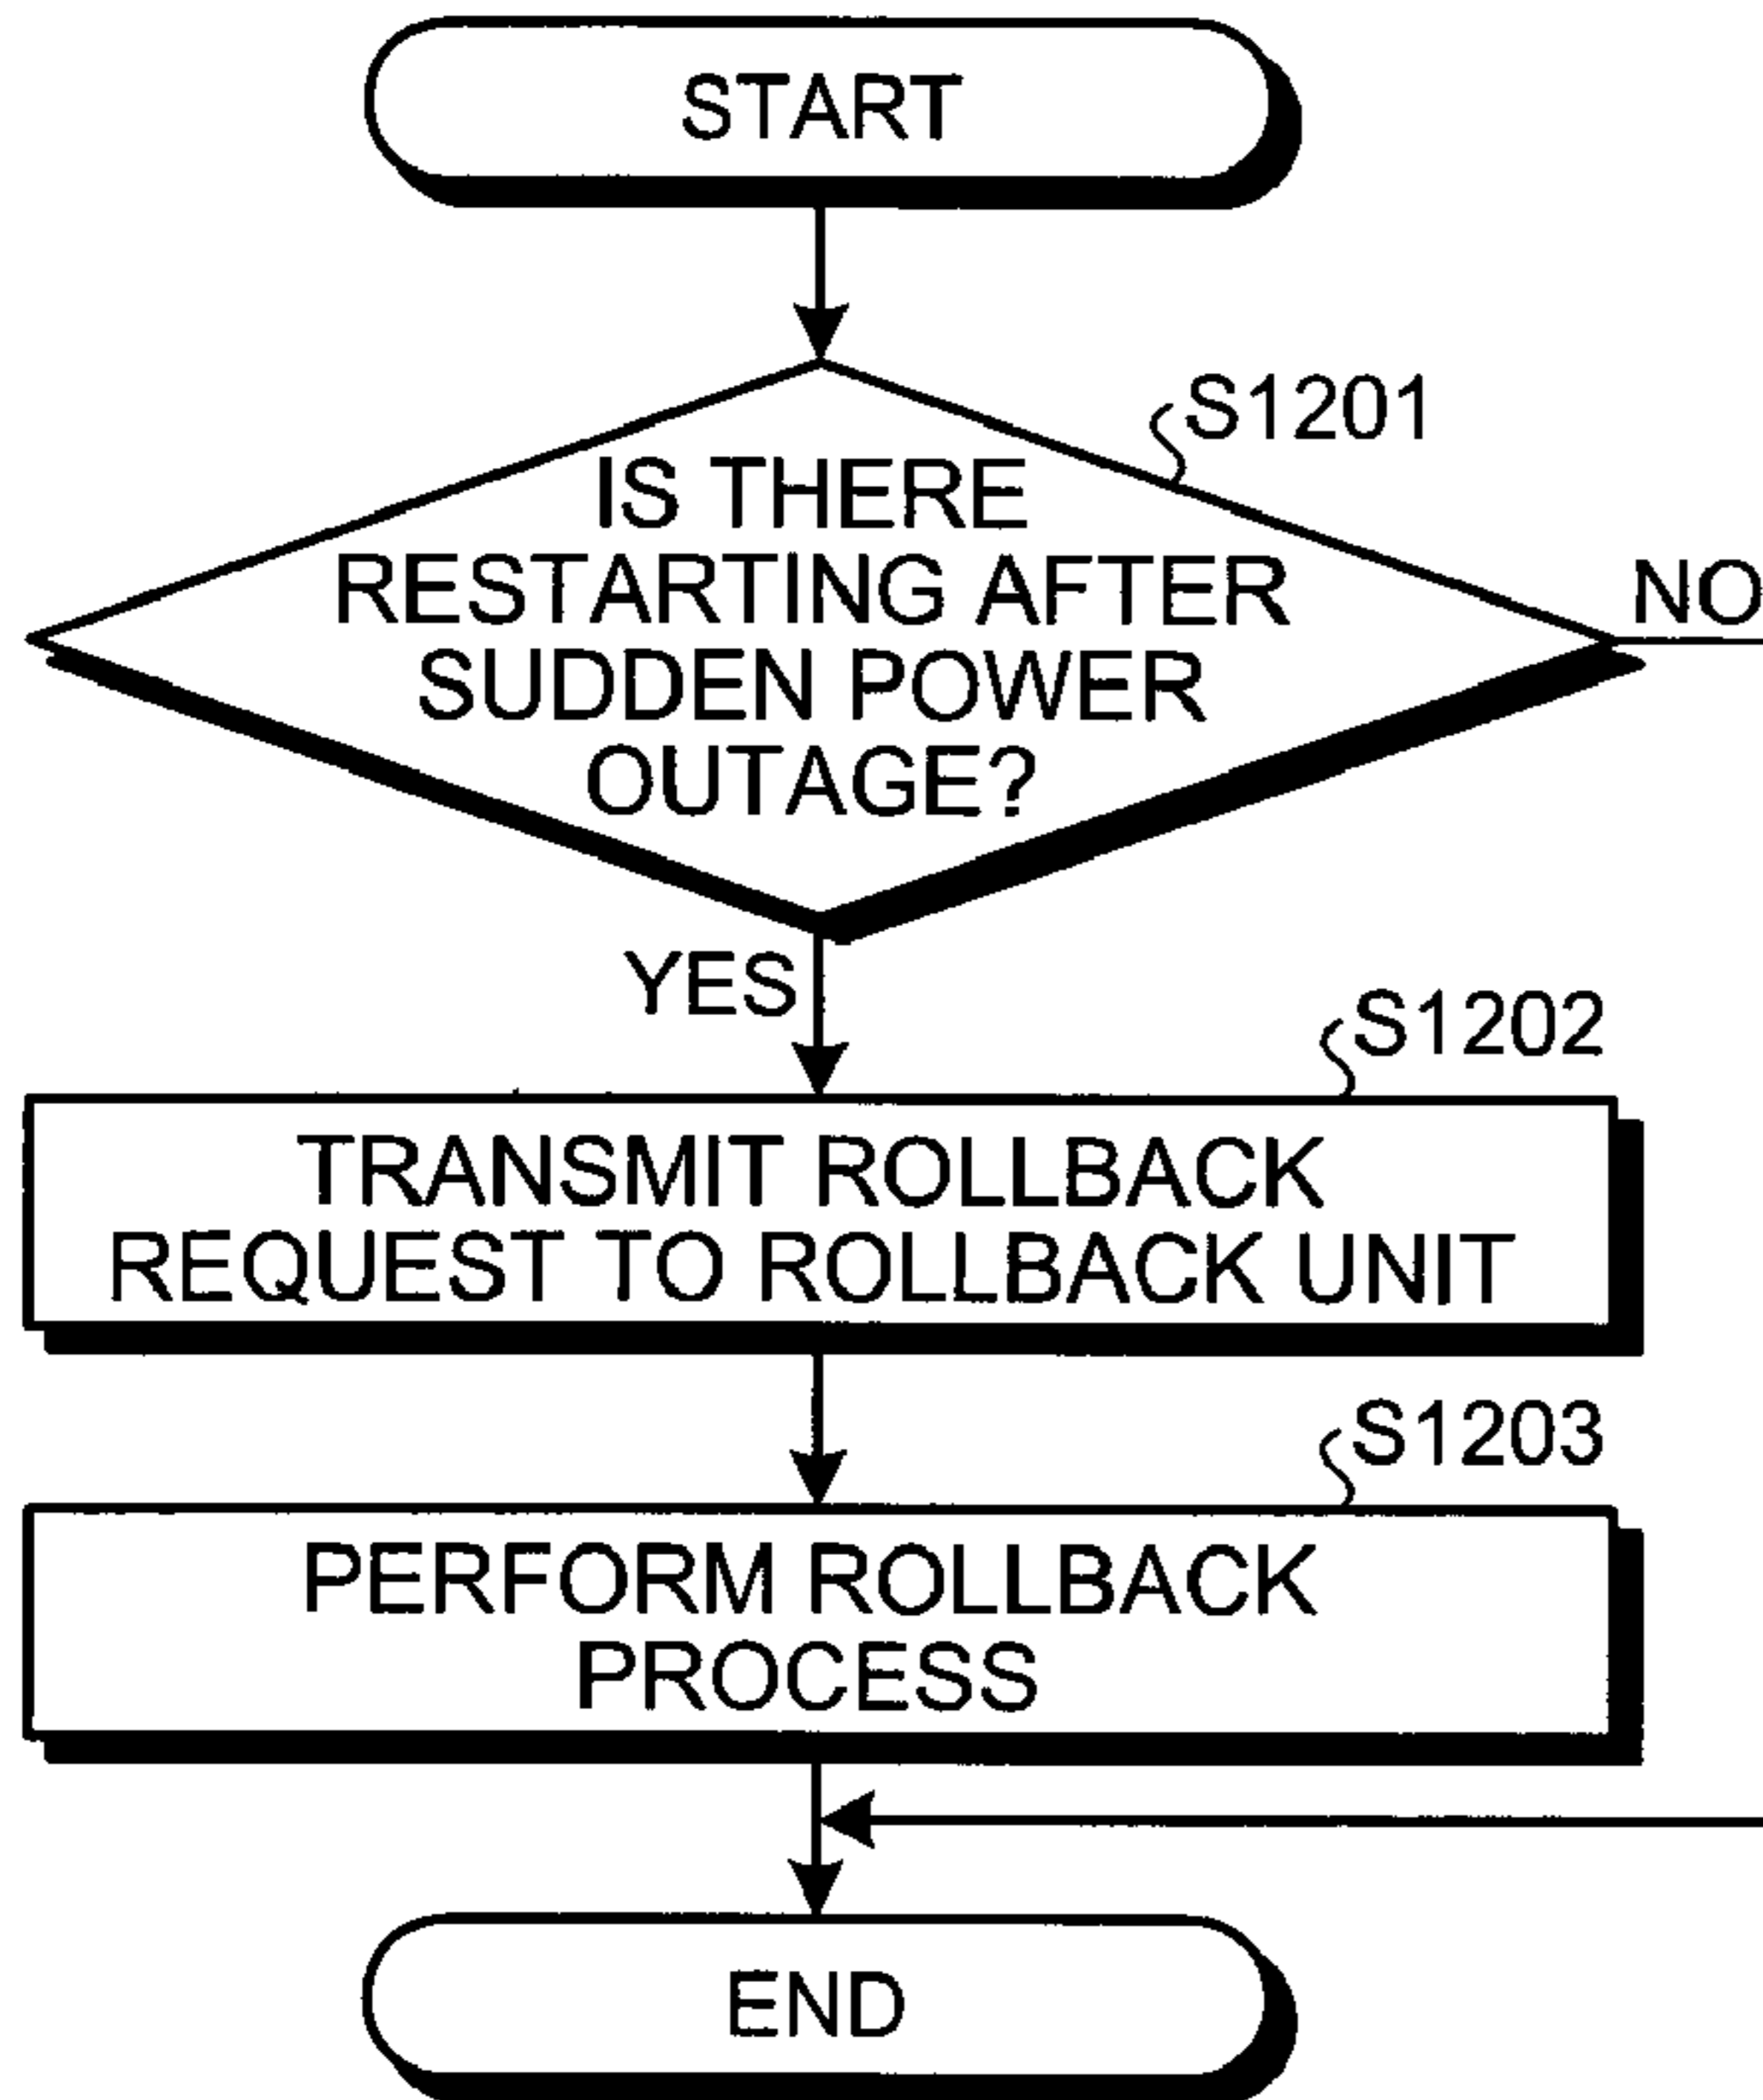 START
S1201
IS THERE
RESTARTING AFTER
SUDDEN POWER
OUTAGE?
NO
YES
S1202
TRANSMIT ROLLBACK
REQUEST TO ROLLBACK UNIT
S1203
PERFORM ROLLBACK
PROCESS
END